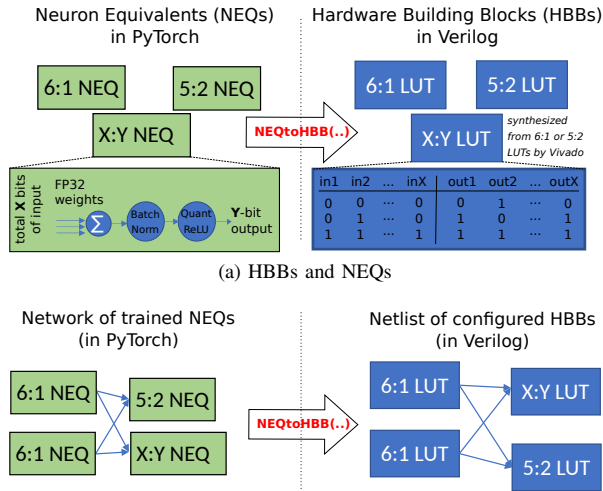 Neuron Equivalents (NEQs)
in PyTorch
Hardware Building Blocks (HBBs)
in Verilog
6:1 NEQ
5:2 NEQ
X:Y NEQ
NEQtoHBB(..)
6:1 LUT
5:2 LUT
X:Y LUT
synthesized
from 6:1 or 5:2
LUTs by Vivado
total X bits
of input
FP32
weights
Σ
Batch
Norm
Quant
ReLU
Y-bit
output
in1 in2 ... inX out1 out2 ... outX
0 0 ... 0 0 1 ... 0
0 1 ... 0 1 0 ... 1
1 1 ... 1 1 1 ... 1
(a) HBBs and NEQs
Network of trained NEQs
(in PyTorch)
Netlist of configured HBBs
(in Verilog)
6:1 NEQ
5:2 NEQ
6:1 NEQ
X:Y NEQ
NEQtoHBB(..)
6:1 LUT
X:Y LUT
6:1 LUT
5:2 LUT